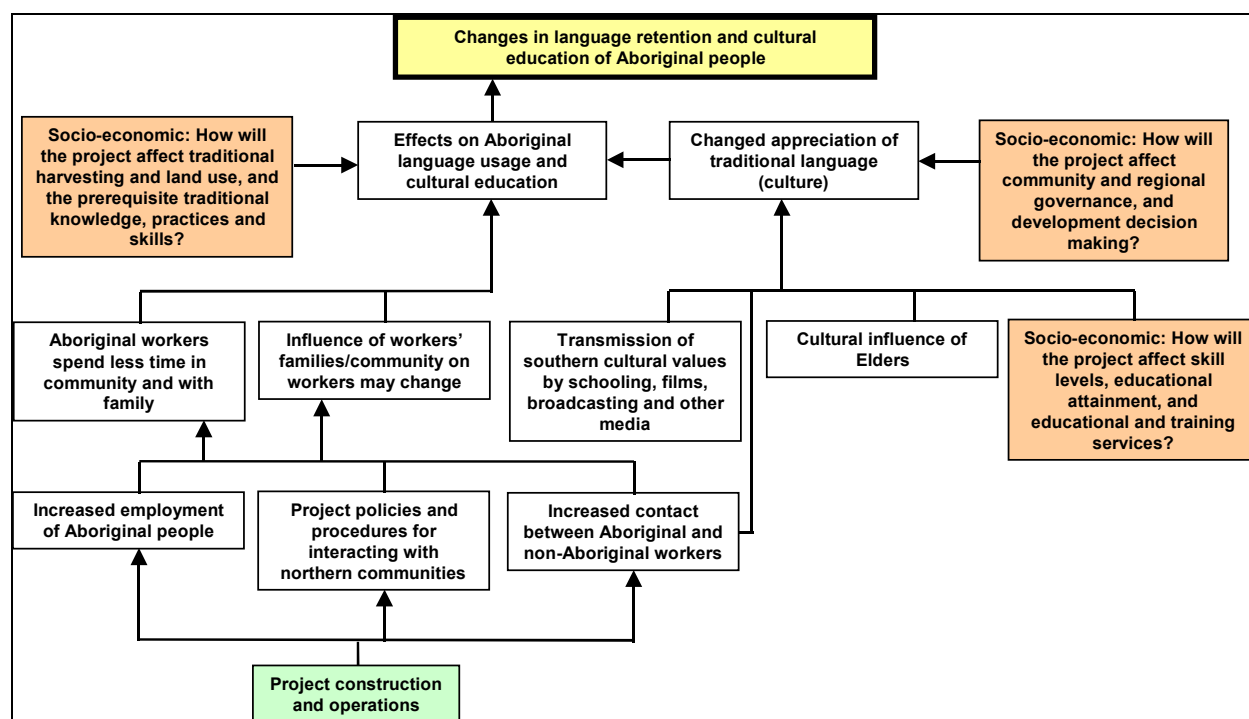 Changes in language retention and cultural
education of Aboriginal people
Socio-economic: How will
the project affect traditional
harvesting and land use, and
the prerequisite traditional
knowledge, practices and
skills?
Effects on Aboriginal
language usage and
cultural education
Changed appreciation of
traditional language
(culture)
Socio-economic: How will
the project affect
community and regional
governance, and
development decision
making?
Aboriginal workers
spend less time in
community and with
family
Influence of workers'
families/community on
workers may change
Transmission of
southern cultural values
by schooling, films,
broadcasting and other
media
Cultural influence of
Elders
Socio-economic: How will
the project affect skill
levels, educational
attainment, and
educational and training
services?
Increased employment
of Aboriginal people
Project policies and
procedures for
interacting with
northern communities
Increased contact
between Aboriginal and
non-Aboriginal workers
Project construction
and operations